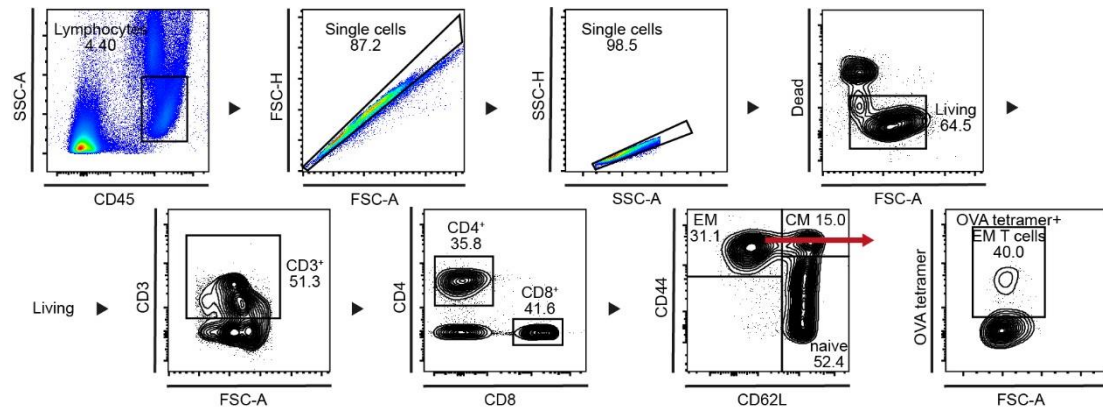 Lymphocytes
4.40
SSC-A
CD45
Single cells
87.2
FSC-H
FSC-A
Single cells
98.5
SSC-H
SSC-A
Dead
Living
64.5
FSC-A
Living
CD3
CD3+
51.3
FSC-A
CD4+
35.8
CD4
CD8+
41.6
CD8
EM
31.1
CM 15.0
CD44
naive
52.4
CD62L
OVA tetramer+
EM T cells
40.0
OVA tetramer
FSC-A